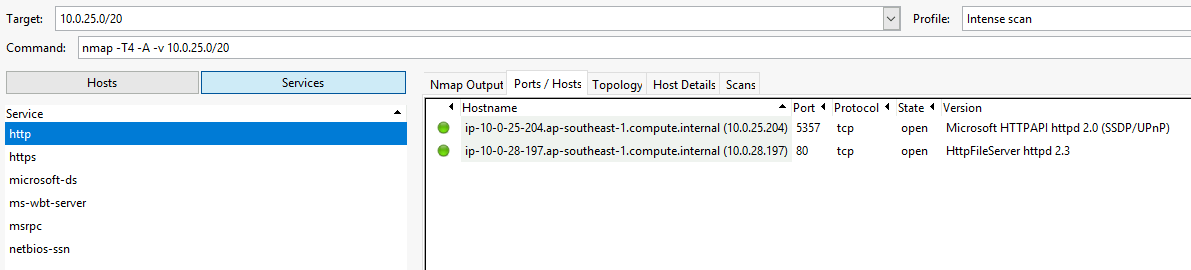 Target: 10.0.25.0/20 Profile: Intense scan
Command: nmap -T4 -A -v 10.0.25.0/20
Hosts Services
Nmap Output Ports / Hosts Topology Host Details Scans
Service
http
https
microsoft-ds
ms-wbt-server
msrpc
netbios-ssn
Hostname Port Protocol State Version
ip-10-0-25-204.ap-southeast-1.compute.internal (10.0.25.204) 5357 tcp open Microsoft HTTPAPI httpd 2.0 (SSDP/UPnP)
ip-10-0-28-197.ap-southeast-1.compute.internal (10.0.28.197) 80 tcp open HttpFileServer httpd 2.3